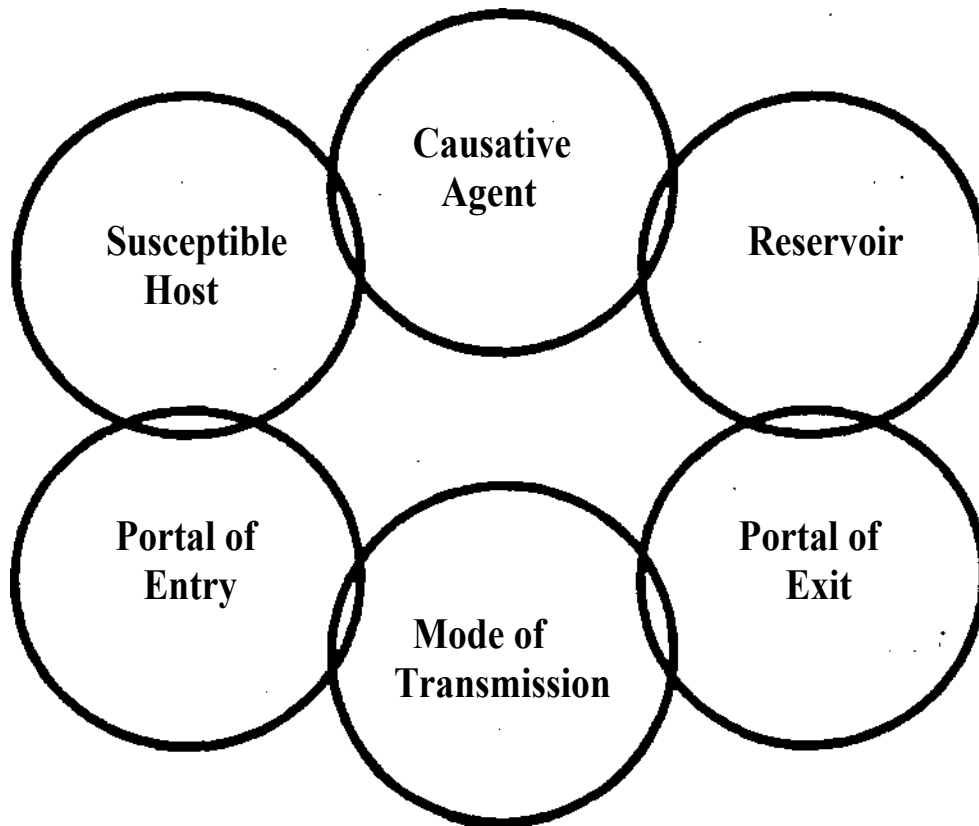 Causative
Agent
Susceptible
Host
Reservoir
Portal of
Entry
Portal of
Exit
Mode of
Transmission